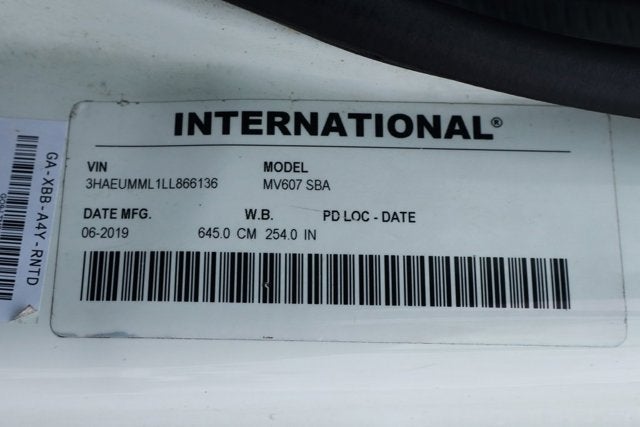 INTERNATIONAL®
VIN MODEL
3HAEUMML1LL866136 MV607 SBA
DATE MFG. W.B. PD LOC - DATE
06-2019 645.0 CM 254.0 IN
GA-XBB-A4Y-RNTD